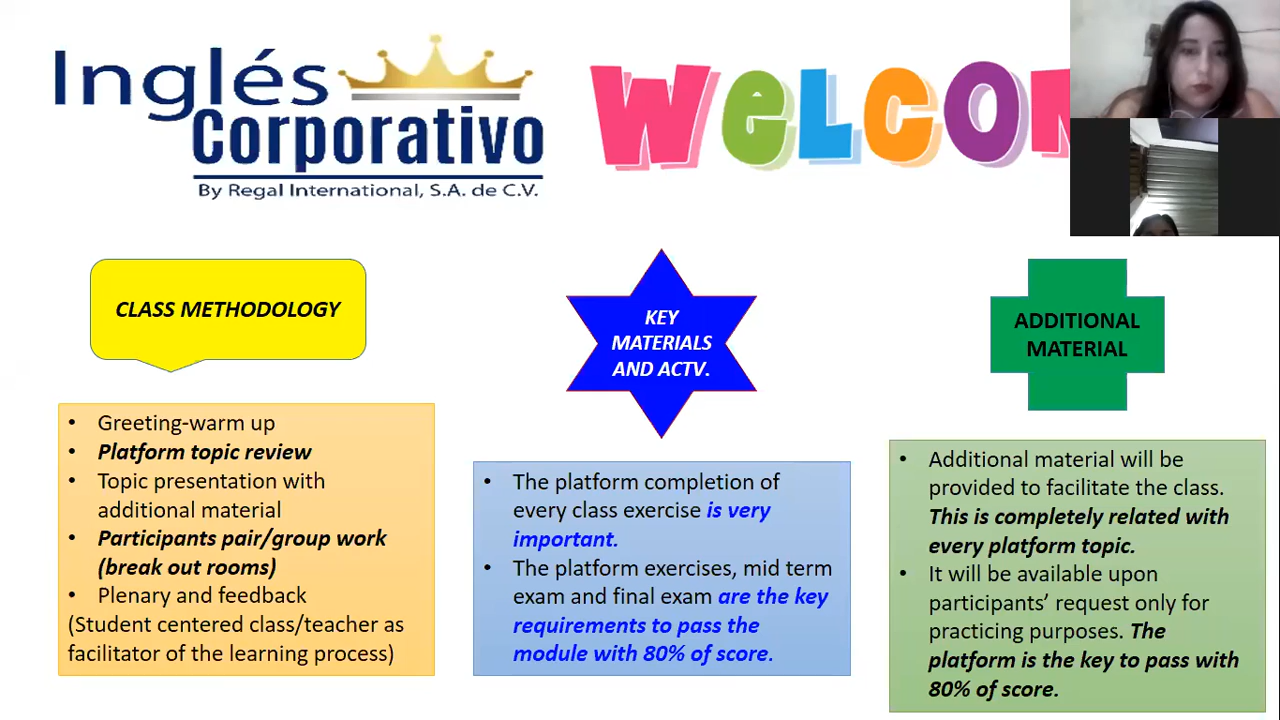 Inglés
Corporativo
By Regal International, S.A. de C.V.
WELCO
CLASS METHODOLOGY
• Greeting-warm up
• Platform topic review
• Topic presentation with
additional material
• Participants pair/group work
(break out rooms)
• Plenary and feedback
(Student centered class/teacher as
facilitator of the learning process)
KEY
MATERIALS
AND ACTV.
• The platform completion of
every class exercise is very
important.
• The platform exercises, mid term
exam and final exam are the key
requirements to pass the
module with 80% of score.
ADDITIONAL
MATERIAL
• Additional material will be
provided to facilitate the class.
This is completely related with
every platform topic.
• It will be available upon
participants’ request only for
practicing purposes. The
platform is the key to pass with
80% of score.